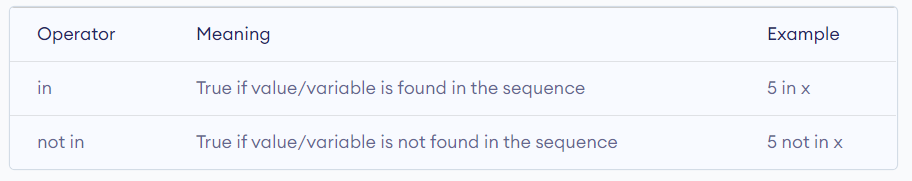 Operator Meaning Example
in True if value/variable is found in the sequence 5 in x
not in True if value/variable is not found in the sequence 5 not in x